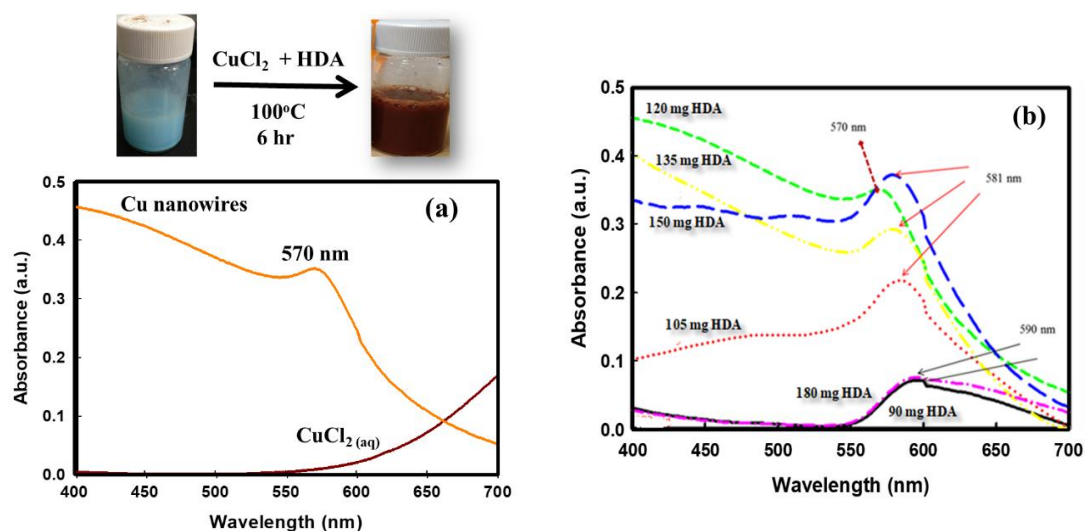 CuCl₂ + HDA
100°C
6 hr
(a)
Cu nanowires
570 nm
CuCl₂ (aq)
Absorbance (a.u.)
0.5
0.4
0.3
0.2
0.1
0.0
400 450 500 550 600 650 700
Wavelength (nm)
(b)
120 mg HDA
570 nm
135 mg HDA
581 nm
150 mg HDA
105 mg HDA
590 nm
180 mg HDA
90 mg HDA
Absorbance (a.u.)
0.5
0.4
0.3
0.2
0.1
0.0
400 450 500 550 600 650 700
Wavelength (nm)